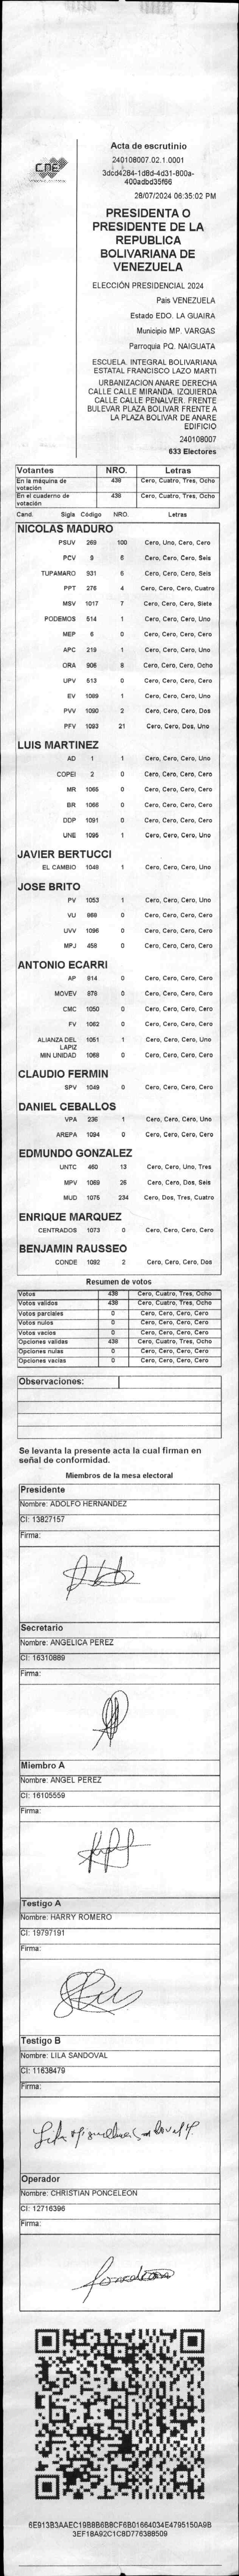 CNE
Acta de escrutinio
240108007.02.1.0001
3dcd4284-1d8d-4d31-800a-
400adbd35f66
28/07/2024 06:35:02 PM
PRESIDENTA O
PRESIDENTE DE LA
REPUBLICA
BOLIVARIANA DE
VENEZUELA
ELECCIÓN PRESIDENCIAL 2024
Pais VENEZUELA
Estado EDO. LA GUAIRA
Municipio MP. VARGAS
Parroquia PQ. NAIGUATA
ESCUELA. INTEGRAL BOLIVARIANA
ESTATAL FRANCISCO LAZO MARTI
URBANIZACION ANARE DERECHA
CALLE CALLE MIRANDA. IZQUIERDA
CALLE CALLE PEÑALVER. FRENTE
BULEVAR PLAZA BOLIVAR FRENTE A
LA PLAZA BOLIVAR DE ANARE
EDIFICIO
240108007
633 Electores
Votantes NRO. Letras
En la máquina de votación 438 Cero, Cuatro, Tres, Ocho
En el cuaderno de votación 438 Cero, Cuatro, Tres, Ocho
Cand. Sigla Código NRO. Letras
NICOLAS MADURO
PSUV 269 100 Cero, Uno, Cero, Cero
PCV 9 6 Cero, Cero, Cero, Seis
TUPAMARO 931 6 Cero, Cero, Cero, Seis
PPT 276 4 Cero, Cero, Cero, Cuatro
MSV 1017 7 Cero, Cero, Cero, Siete
PODEMOS 514 1 Cero, Cero, Cero, Uno
MEP 6 0 Cero, Cero, Cero, Cero
APC 219 1 Cero, Cero, Cero, Uno
ORA 906 8 Cero, Cero, Cero, Ocho
UPV 513 0 Cero, Cero, Cero, Cero
EV 1089 1 Cero, Cero, Cero, Uno
PVV 1090 2 Cero, Cero, Cero, Dos
PFV 1093 21 Cero, Cero, Dos, Uno
LUIS MARTINEZ
AD 1 1 Cero, Cero, Cero, Uno
COPEI 2 0 Cero, Cero, Cero, Cero
MR 1065 0 Cero, Cero, Cero, Cero
BR 1066 0 Cero, Cero, Cero, Cero
DDP 1091 0 Cero, Cero, Cero, Cero
UNE 1095 1 Cero, Cero, Cero, Uno
JAVIER BERTUCCI
EL CAMBIO 1048 1 Cero, Cero, Cero, Uno
JOSE BRITO
PV 1053 1 Cero, Cero, Cero, Uno
VU 969 0 Cero, Cero, Cero, Cero
UVV 1096 0 Cero, Cero, Cero, Cero
MPJ 458 0 Cero, Cero, Cero, Cero
ANTONIO ECARRI
AP 814 0 Cero, Cero, Cero, Cero
MOVEV 878 0 Cero, Cero, Cero, Cero
CMC 1050 0 Cero, Cero, Cero, Cero
FV 1062 0 Cero, Cero, Cero, Cero
ALIANZA DEL LAPIZ 1051 1 Cero, Cero, Cero, Uno
MIN UNIDAD 1068 0 Cero, Cero, Cero, Cero
CLAUDIO FERMIN
SPV 1049 0 Cero, Cero, Cero, Cero
DANIEL CEBALLOS
VPA 236 1 Cero, Cero, Cero, Uno
AREPA 1094 0 Cero, Cero, Cero, Cero
EDMUNDO GONZALEZ
UNTC 460 13 Cero, Cero, Uno, Tres
MPV 1069 26 Cero, Cero, Dos, Seis
MUD 1075 234 Cero, Dos, Tres, Cuatro
ENRIQUE MARQUEZ
CENTRADOS 1073 0 Cero, Cero, Cero, Cero
BENJAMIN RAUSSEO
CONDE 1092 2 Cero, Cero, Cero, Dos
Resumen de votos
Votos 438 Cero, Cuatro, Tres, Ocho
Votos validos 438 Cero, Cuatro, Tres, Ocho
Votos parciales 0 Cero, Cero, Cero, Cero
Votos nulos 0 Cero, Cero, Cero, Cero
Votos vacios 0 Cero, Cero, Cero, Cero
Opciones validas 438 Cero, Cuatro, Tres, Ocho
Opciones nulas 0 Cero, Cero, Cero, Cero
Opciones vacias 0 Cero, Cero, Cero, Cero
Observaciones:
Se levanta la presente acta la cual firman en
señal de conformidad.
Miembros de la mesa electoral
Presidente
Nombre: ADOLFO HERNANDEZ
CI: 13827157
Firma:
Secretario
Nombre: ANGELICA PEREZ
CI: 16310889
Firma:
Miembro A
Nombre: ANGEL PEREZ
CI: 16105559
Firma:
Testigo A
Nombre: HARRY ROMERO
CI: 19797191
Firma:
Testigo B
Nombre: LILA SANDOVAL
CI: 11638479
Firma:
Operador
Nombre: CHRISTIAN PONCELEON
CI: 12716396
Firma:
6E913B3AAEC19B8B6B8CF6B01664034E4795150A9B
3EF18A92C1C8D776388509